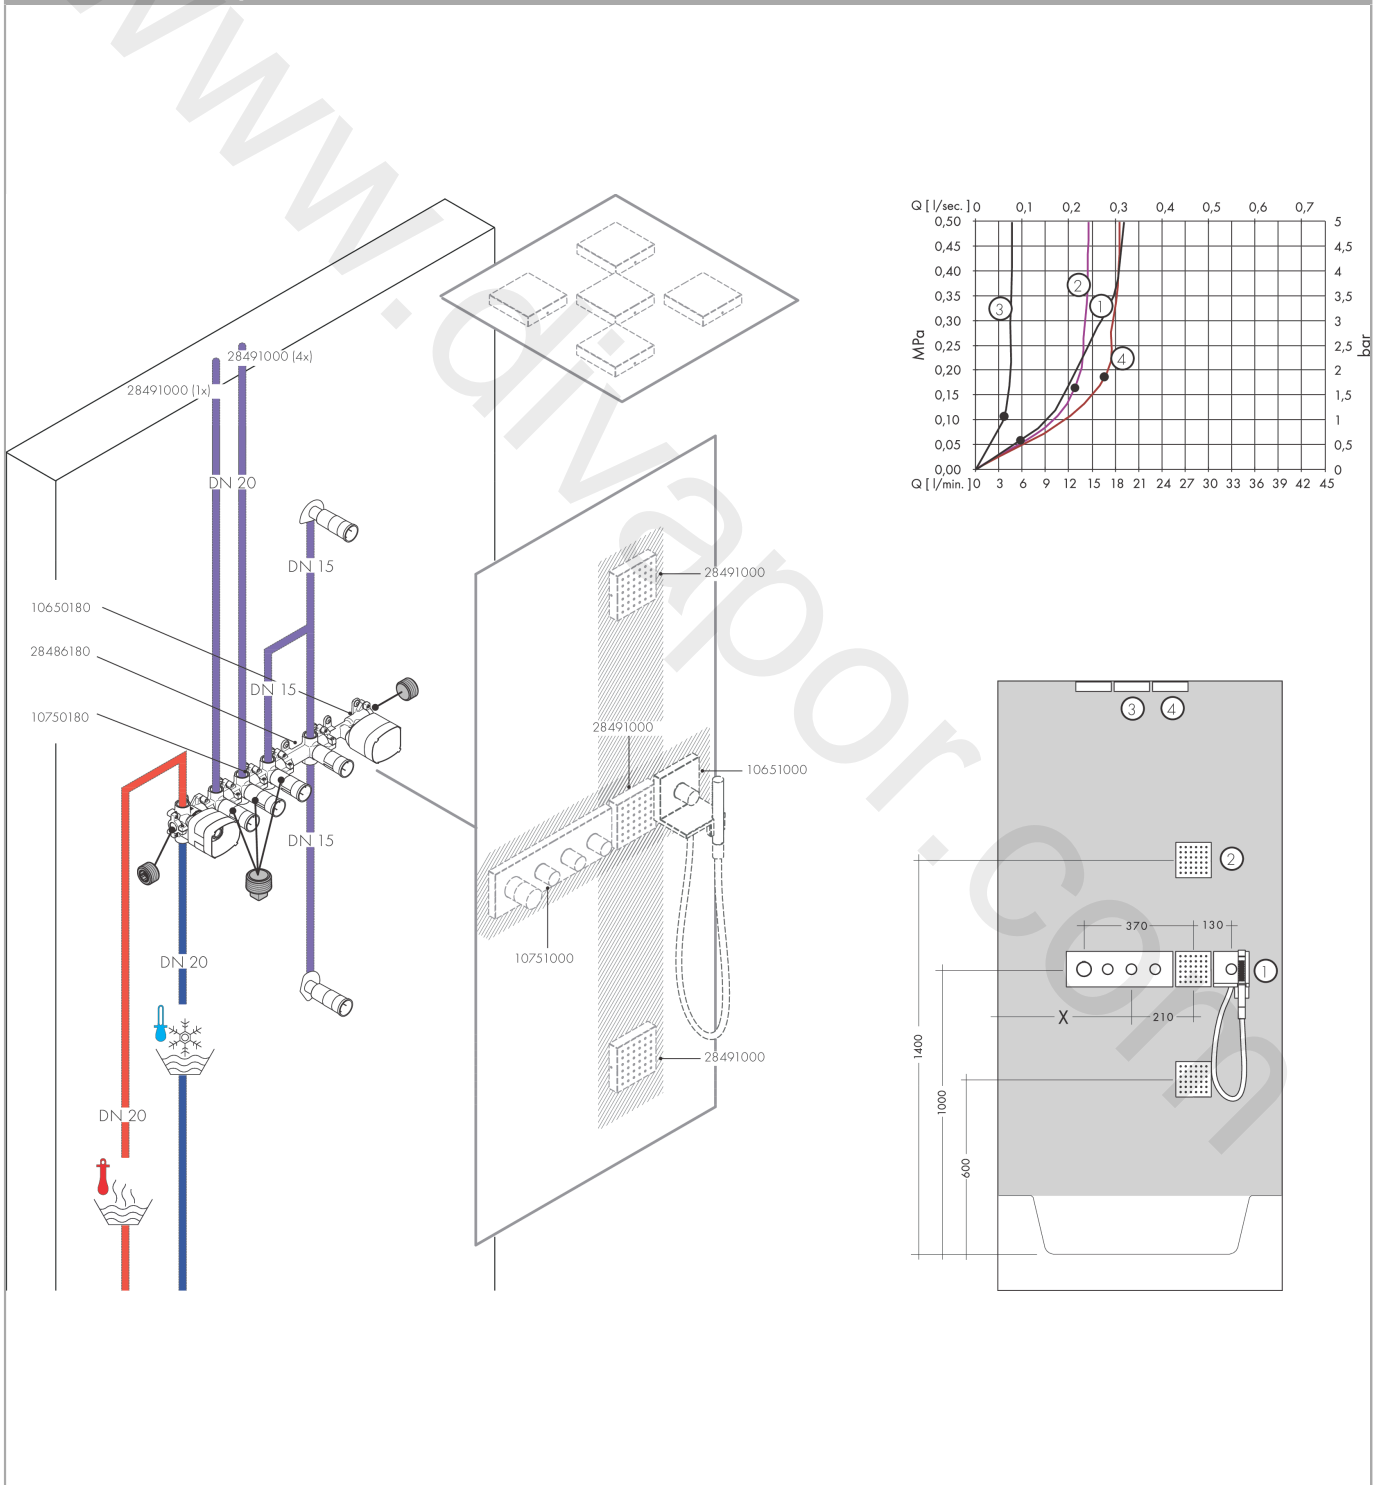 www.divapor.com
28491000 (4x)
28491000 (1x)
DN 20
DN 15
10650180
28486180
DN 15
10750180
DN 15
DN 20
DN 20
28491000
28491000
10651000
10751000
28491000
Q [ l/sec. ] 0 0,1 0,2 0,3 0,4 0,5 0,6 0,7
0,50 5
0,45 4,5
0,40 4
0,35 3,5
0,30 3
0,25 2,5
0,20 2
0,15 1,5
0,10 1
0,05 0,5
0,00 0
Q [ l/min. ] 0 3 6 9 12 15 18 21 24 27 30 33 36 39 42 45
MPa
bar
2
1
3
4
3 4
2
370 130
1
X 210
1400
1000
600